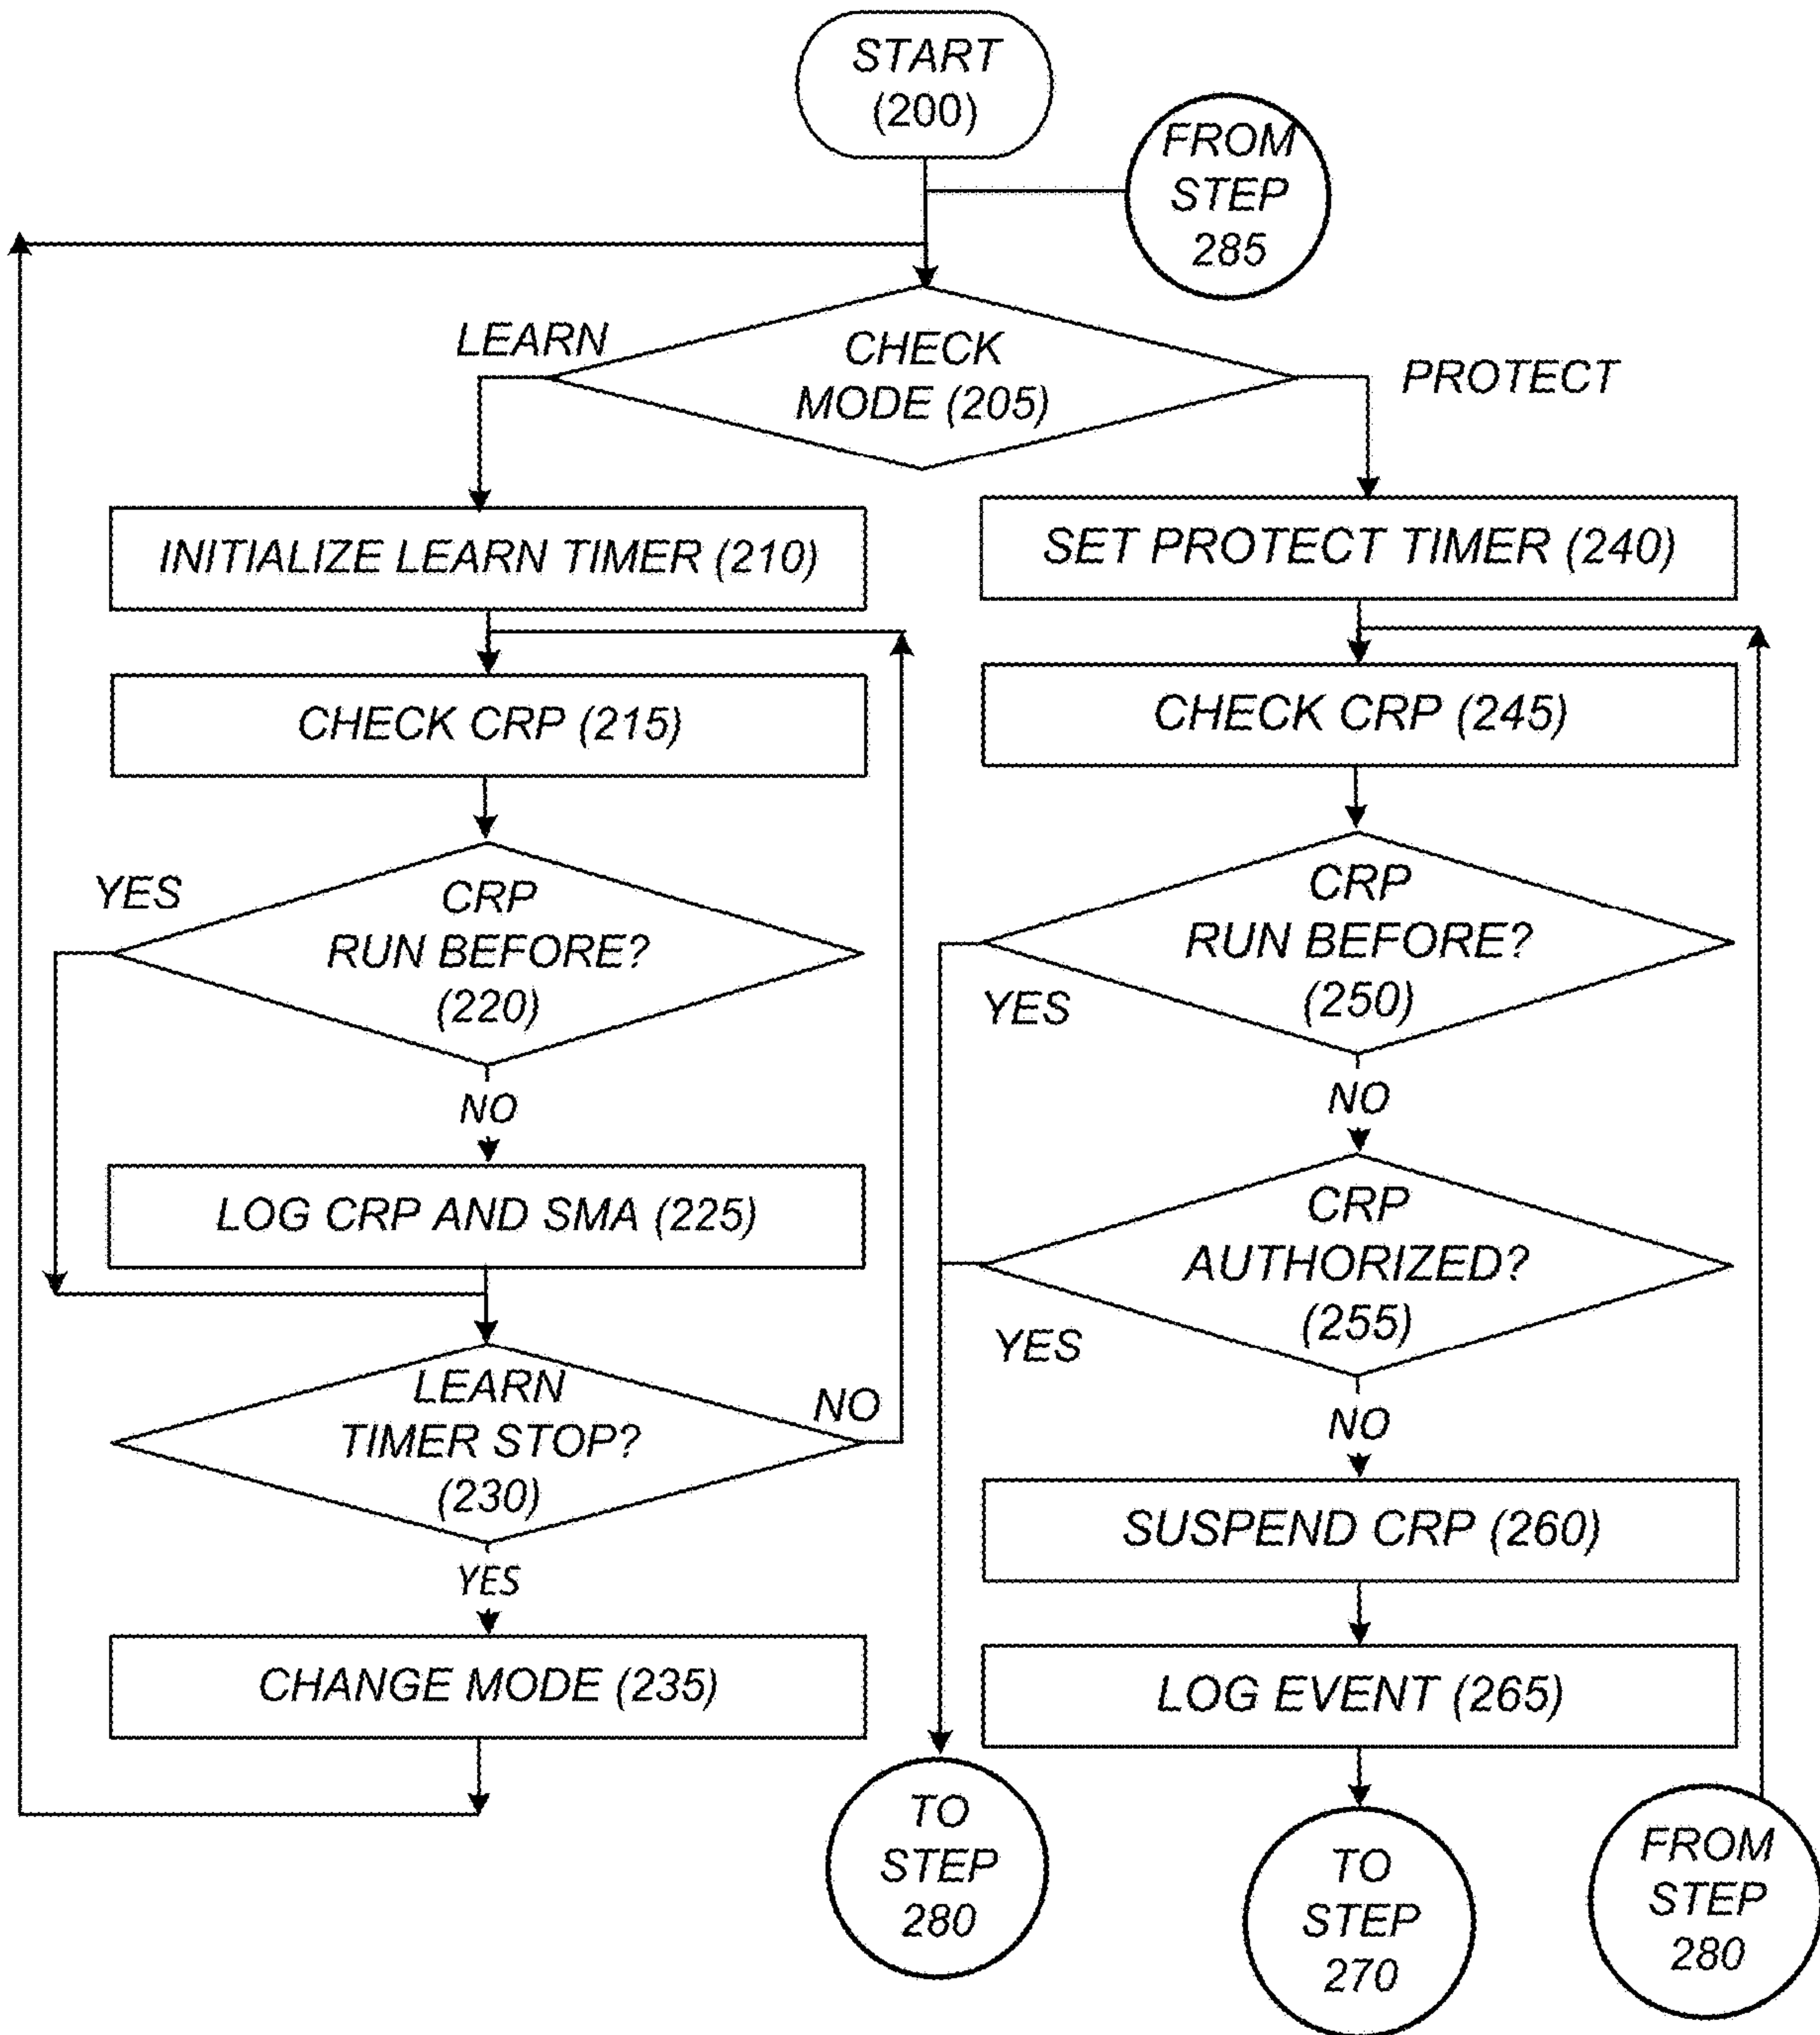 START
(200)
FROM
STEP
285
LEARN
CHECK
MODE (205)
PROTECT
INITIALIZE LEARN TIMER (210)
SET PROTECT TIMER (240)
CHECK CRP (215)
CHECK CRP (245)
YES
CRP
RUN BEFORE?
(220)
CRP
RUN BEFORE?
(250)
YES
NO
NO
LOG CRP AND SMA (225)
CRP
AUTHORIZED?
(255)
YES
LEARN
TIMER STOP?
(230)
NO
NO
YES
SUSPEND CRP (260)
CHANGE MODE (235)
LOG EVENT (265)
TO
STEP
280
TO
STEP
270
FROM
STEP
280